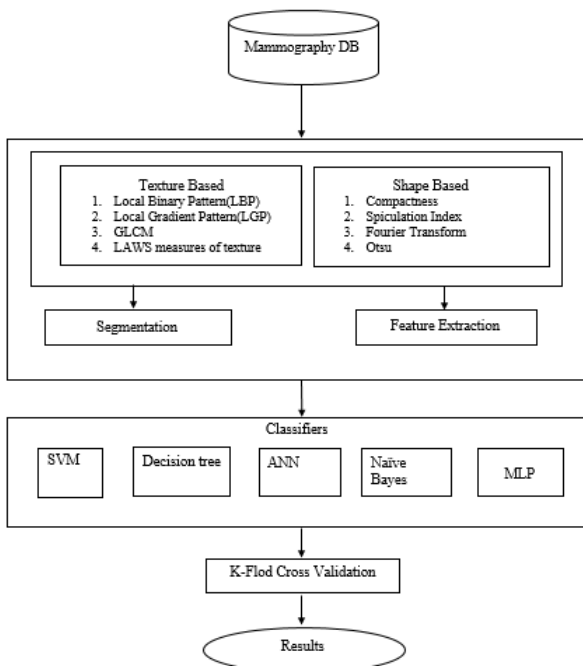 Mammography DB
Texture Based
1. Local Binary Pattern(LBP)
2. Local Gradient Pattern(LGP)
3. GLCM
4. LAWS measures of texture
Shape Based
1. Compactness
2. Spiculation Index
3. Fourier Transform
4. Otsu
Segmentation
Feature Extraction
Classifiers
SVM
Decision tree
ANN
Naïve
Bayes
MLP
K-Flod Cross Validation
Results